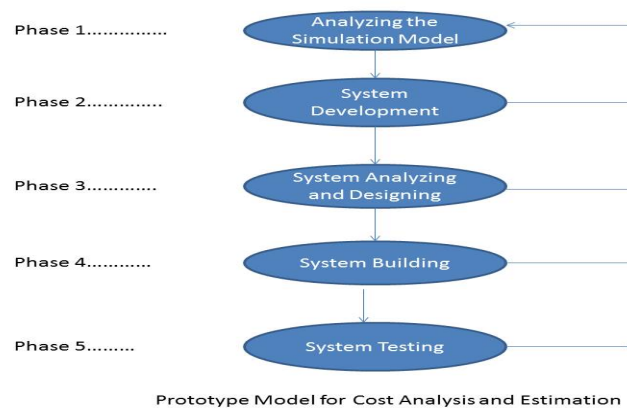 Phase 1...............
Analyzing the
Simulation Model
Phase 2.............
System
Development
Phase 3............
System Analyzing
and Designing
Phase 4...........
System Building
Phase 5.........
System Testing
Prototype Model for Cost Analysis and Estimation